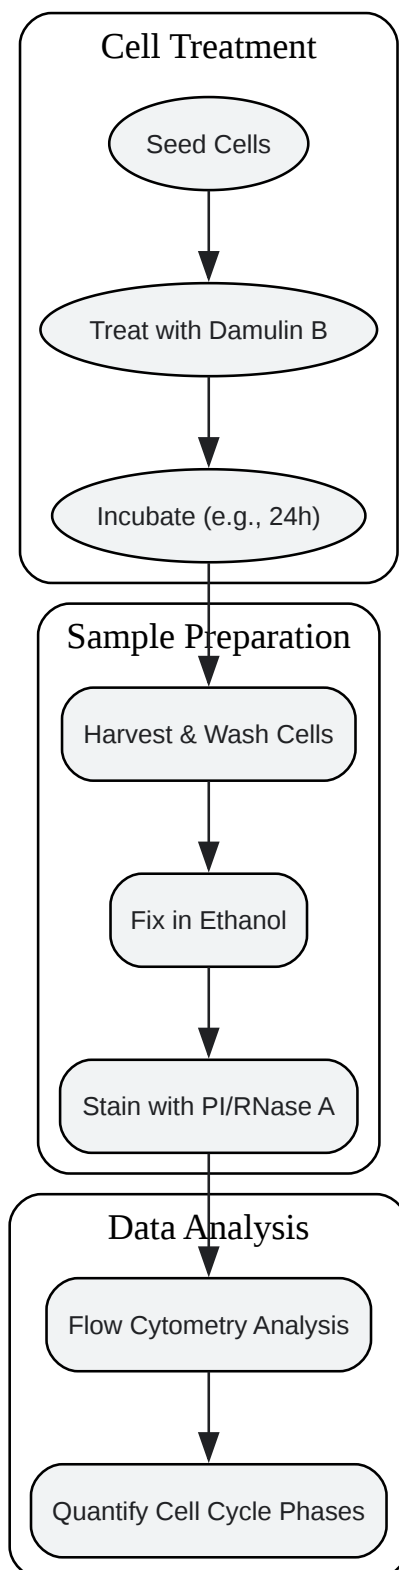 Cell Treatment
Seed Cells
Treat with Damulin B
Incubate (e.g., 24h)
Sample Preparation
Harvest & Wash Cells
Fix in Ethanol
Stain with PI/RNase A
Data Analysis
Flow Cytometry Analysis
Quantify Cell Cycle Phases